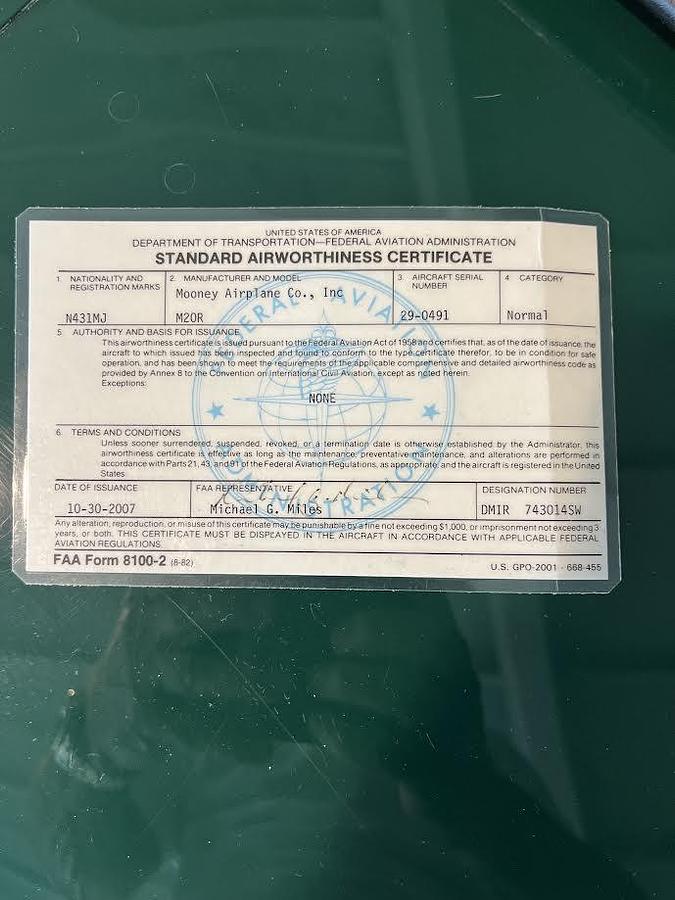 UNITED STATES OF AMERICA
DEPARTMENT OF TRANSPORTATION—FEDERAL AVIATION ADMINISTRATION
STANDARD AIRWORTHINESS CERTIFICATE
1. NATIONALITY AND REGISTRATION MARKS
N431MJ
2. MANUFACTURER AND MODEL
Mooney Airplane Co., Inc
M20R
3. AIRCRAFT SERIAL NUMBER
29-0491
4. CATEGORY
Normal
5. AUTHORITY AND BASIS FOR ISSUANCE
This airworthiness certificate is issued pursuant to the Federal Aviation Act of 1958 and certifies that, as of the date of issuance, the
aircraft to which issued has been inspected and found to conform to the type certificate therefor, to be in condition for safe
operation, and has been shown to meet the requirements of the applicable comprehensive and detailed airworthiness code as
provided by Annex 8 to the Convention on International Civil Aviation, except as noted herein.
Exceptions:
NONE
6. TERMS AND CONDITIONS
Unless sooner surrendered, suspended, revoked, or a termination date is otherwise established by the Administrator, this
airworthiness certificate is effective as long as the maintenance, preventative maintenance, and alterations are performed in
accordance with Parts 21, 43, and 91 of the Federal Aviation Regulations, as appropriate, and the aircraft is registered in the United
States
DATE OF ISSUANCE
10-30-2007
FAA REPRESENTATIVE
Michael G. Miles
DESIGNATION NUMBER
DMIR 743014SW
Any alteration, reproduction, or misuse of this certificate may be punishable by a fine not exceeding $1,000, or imprisonment not exceeding 3
years, or both. THIS CERTIFICATE MUST BE DISPLAYED IN THE AIRCRAFT IN ACCORDANCE WITH APPLICABLE FEDERAL
AVIATION REGULATIONS.
FAA Form 8100-2 (8-82)
U.S. GPO-2001 - 668-455
FEDERAL AVIATION
ADMINISTRATION